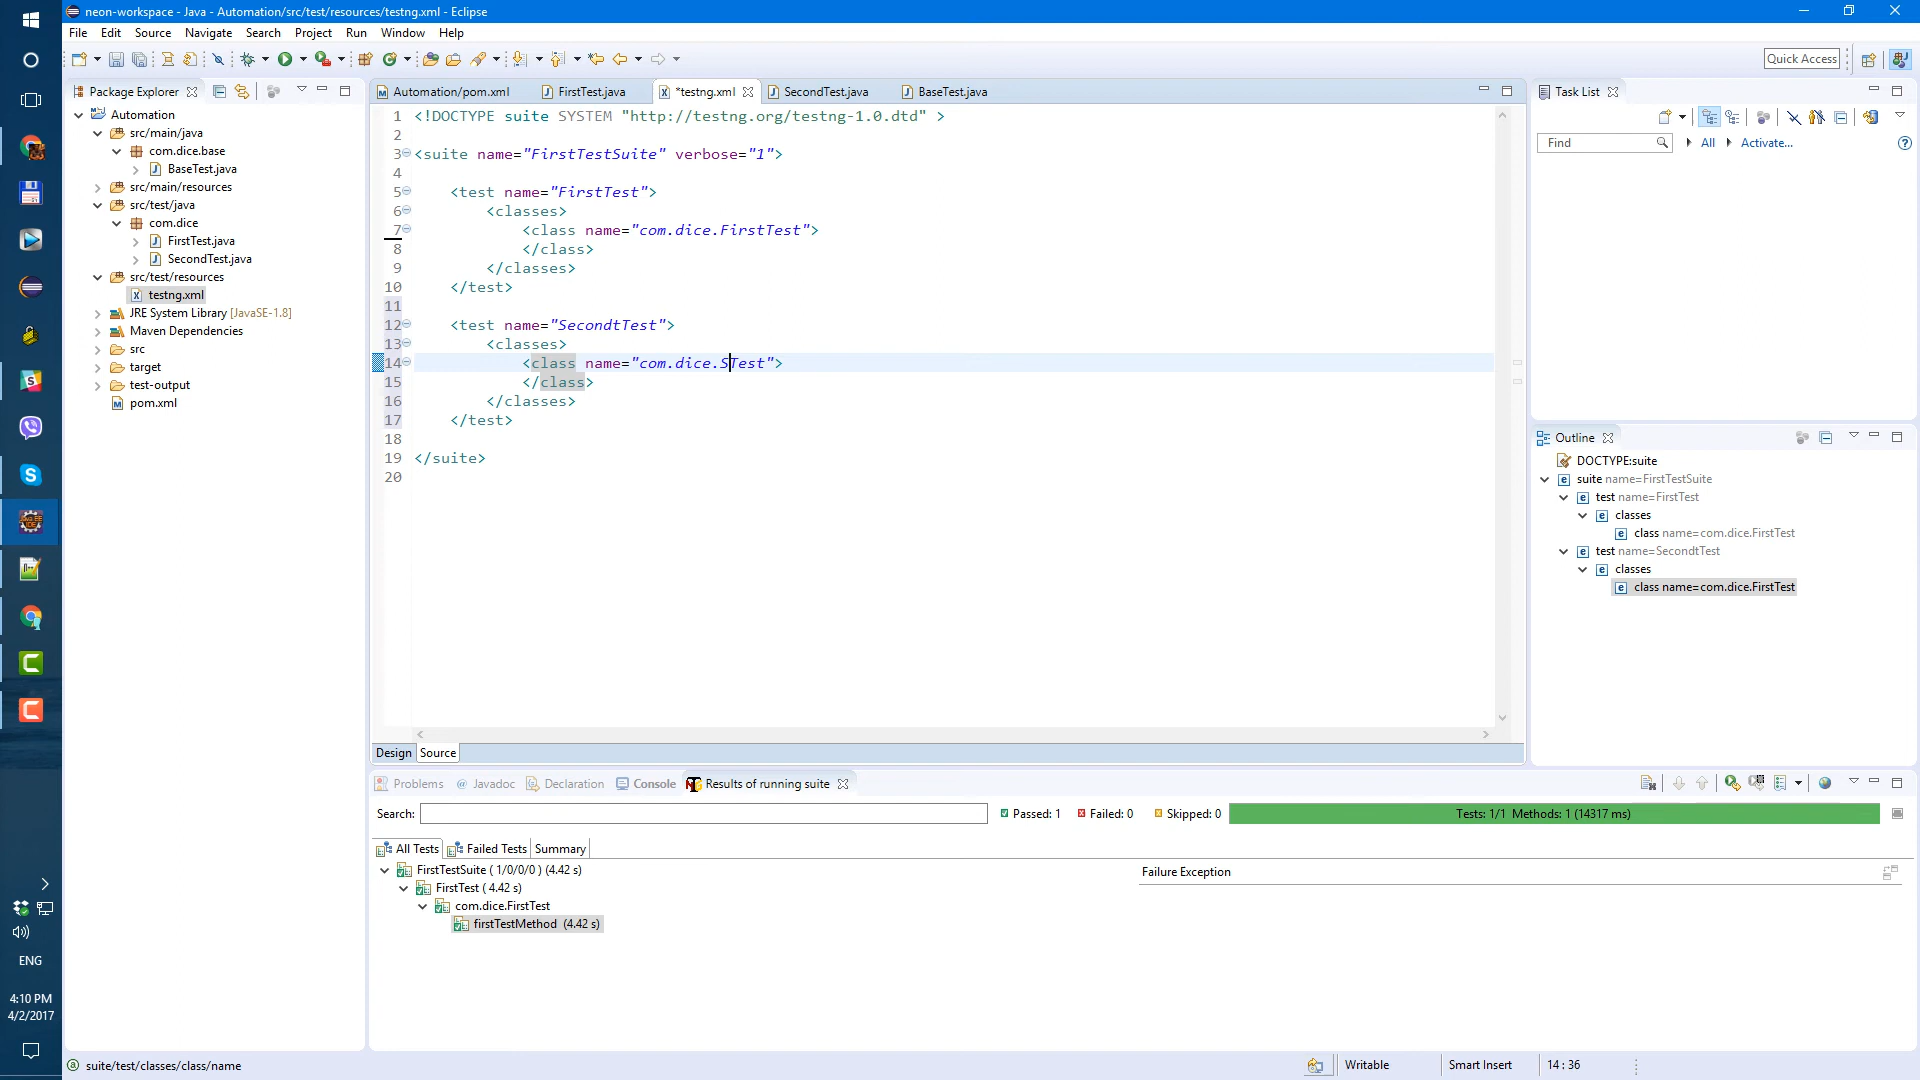 neon-workspace - Java - Automation/src/test/resources/testng.xml - Eclipse
File Edit Source Navigate Search Project Run Window Help
Quick Access
Package Explorer
Automation
src/main/java
com.dice.base
BaseTest.java
src/main/resources
src/test/java
com.dice
FirstTest.java
SecondTest.java
src/test/resources
testng.xml
JRE System Library [JavaSE-1.8]
Maven Dependencies
src
target
test-output
pom.xml
Automation/pom.xml FirstTest.java *testng.xml SecondTest.java BaseTest.java
1 <!DOCTYPE suite SYSTEM "http://testng.org/testng-1.0.dtd" >
2
3 <suite name="FirstTestSuite" verbose="1">
4
5 <test name="FirstTest">
6 <classes>
7 <class name="com.dice.FirstTest">
8 </class>
9 </classes>
10 </test>
11
12 <test name="SecondtTest">
13 <classes>
14 <class name="com.dice.STest">
15 </class>
16 </classes>
17 </test>
18
19 </suite>
20
Design Source
Task List
Find All Activate...
Outline
DOCTYPE:suite
suite name=FirstTestSuite
test name=FirstTest
classes
class name=com.dice.FirstTest
test name=SecondtTest
classes
class name=com.dice.FirstTest
Problems @ Javadoc Declaration Console Results of running suite
Search: Passed: 1 Failed: 0 Skipped: 0 Tests: 1/1 Methods: 1 (14317 ms)
All Tests Failed Tests Summary
FirstTestSuite ( 1/0/0/0 ) (4.42 s)
FirstTest ( 4.42 s)
com.dice.FirstTest
firstTestMethod (4.42 s)
Failure Exception
ENG
4:10 PM
4/2/2017
suite/test/classes/class/name Writable Smart Insert 14 : 36